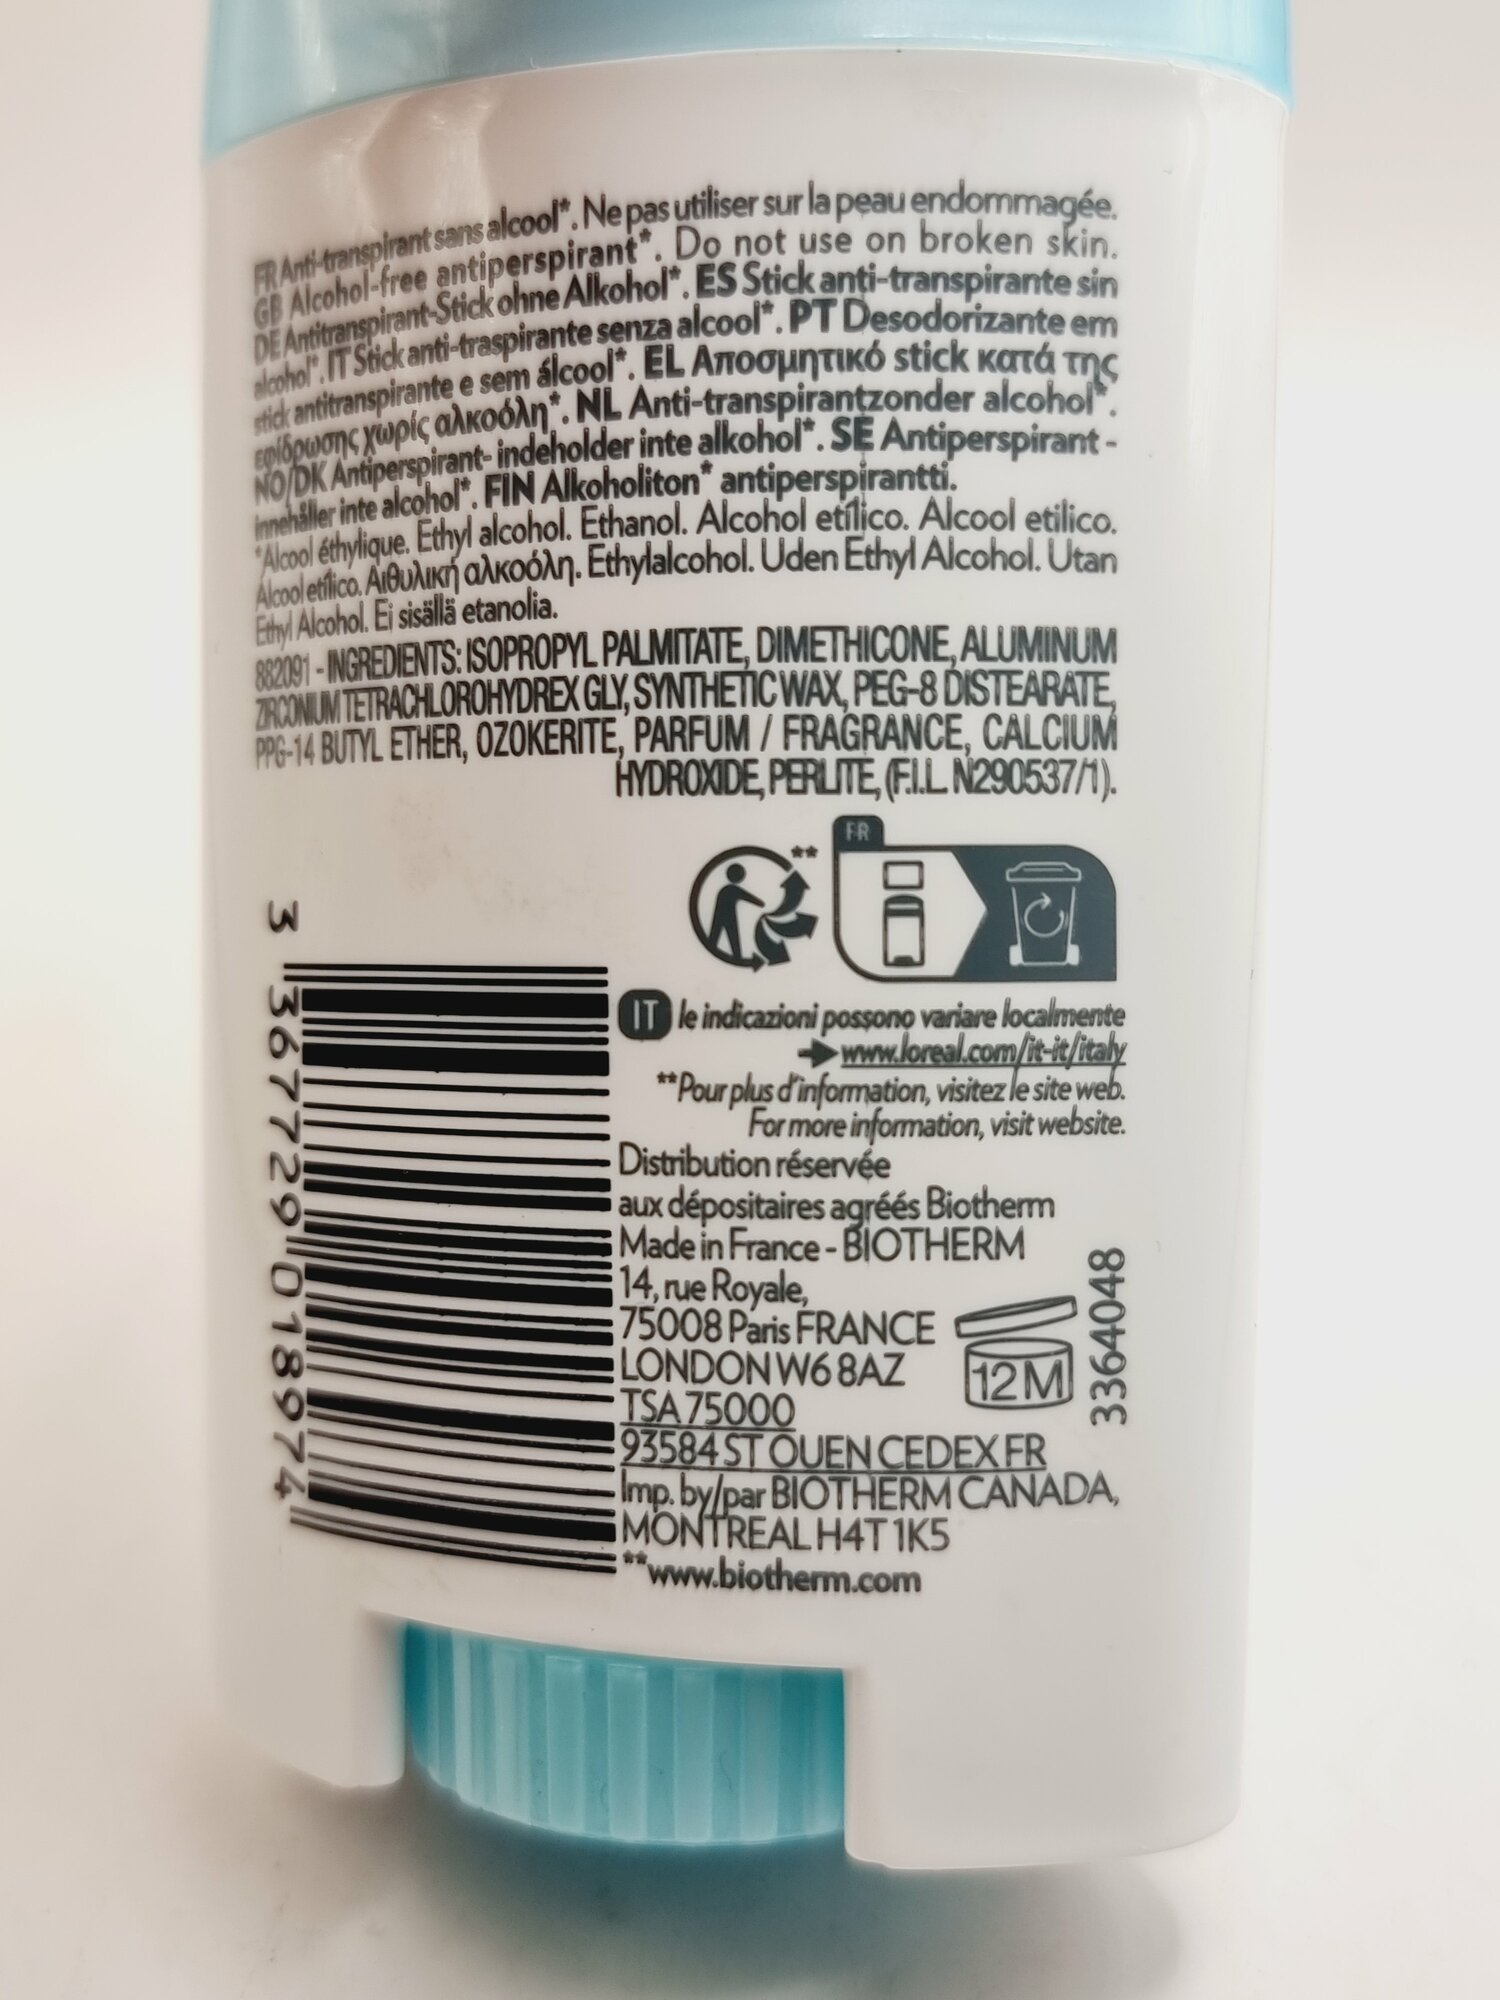 FR Anti-transpirant sans alcool*. Ne pas utiliser sur la peau endommagée.
GB Alcohol-free antiperspirant*. Do not use on broken skin.
DE Antitranspirant-Stick ohne Alkohol*. ES Stick anti-transpirante sin
alcohol*. IT Stick anti-traspirante senza alcool*. PT Desodorizante em
stick antitranspirante e sem álcool*. EL Αποσμητικό stick κατά της
εφίδρωσης χωρίς αλκοόλη*. NL Anti-transpirantzonder alcohol*.
NO/DK Antiperspirant- indeholder inte alkohol*. SE Antiperspirant -
innehåller inte alcohol*. FIN Alkoholiton* antiperspirantti.
*Alcool éthylique. Ethyl alcohol. Ethanol. Alcohol etílico. Alcool etilico.
Alcool etílico. Αιθυλική αλκοόλη. Ethylalcohol. Uden Ethyl Alcohol. Utan
Ethyl Alcohol. Ei sisällä etanolia.
882091 - INGREDIENTS: ISOPROPYL PALMITATE, DIMETHICONE, ALUMINUM
ZIRCONIUM TETRACHLOROHYDREX GLY, SYNTHETIC WAX, PEG-8 DISTEARATE,
PPG-14 BUTYL ETHER, OZOKERITE, PARFUM / FRAGRANCE, CALCIUM
HYDROXIDE, PERLITE, (F.I.L. N290537/1).
**
FR
3 367729 018974
IT le indicazioni possono variare localmente
www.loreal.com/it-it/italy
**Pour plus d'information, visitez le site web.
For more information, visit website.
Distribution réservée
aux dépositaires agréés Biotherm
Made in France - BIOTHERM
14, rue Royale,
75008 Paris FRANCE
LONDON W6 8AZ
TSA 75000
93584 ST OUEN CEDEX FR
Imp. by/par BIOTHERM CANADA,
MONTREAL H4T 1K5
**www.biotherm.com
12M
3364048